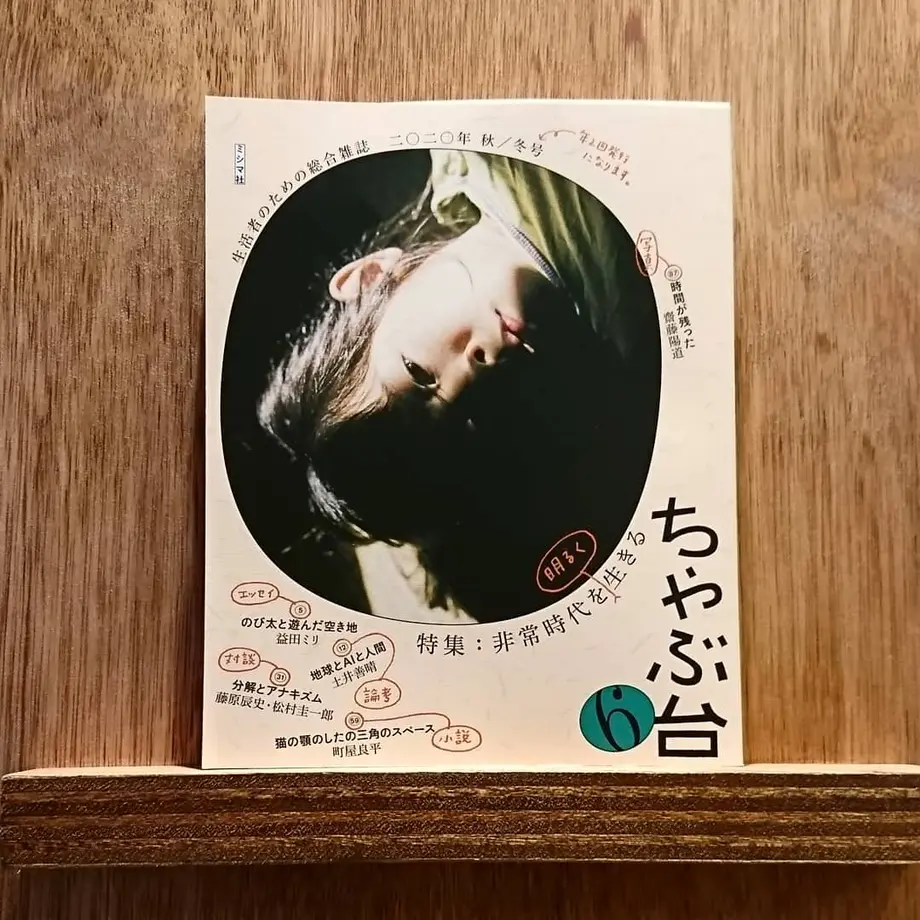 ミシマ社
生活者のための総合雑誌 二〇二〇年 秋／冬号
年2回発行
になります。
写真
87
時間が残った
齋藤陽道
特集：非常時代を生きる
明るく
ちゃぶ台
6
エッセイ
5
のび太と遊んだ空き地
益田ミリ
12
地球とAIと人間
土井善晴
論考
対談
31
分解とアナキズム
藤原辰史・松村圭一郎
59
猫の顎のしたの三角のスペース
町屋良平
小説